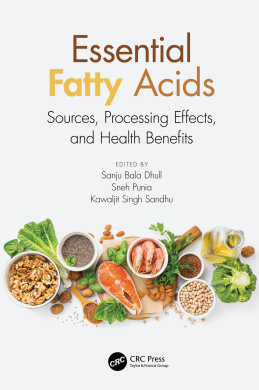 Essential
Fatty Acids
Sources, Processing Effects,
and Health Benefits
EDITED BY
Sanju Bala Dhull
Sneh Punia
Kawaljit Singh Sandhu
CRC
CRC Press
Taylor & Francis Group